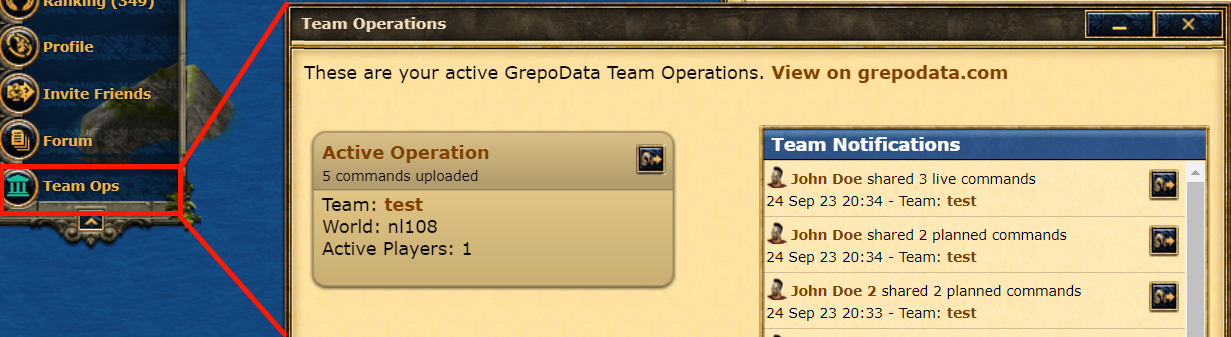 Ranking (349)
Profile
Invite Friends
Forum
Team Ops
Team Operations
These are your active GrepoData Team Operations. View on grepodata.com
Active Operation
5 commands uploaded
Team: test
World: nl108
Active Players: 1
Team Notifications
John Doe shared 3 live commands
24 Sep 23 20:34 - Team: test
John Doe shared 2 planned commands
24 Sep 23 20:34 - Team: test
John Doe 2 shared 2 planned commands
24 Sep 23 20:33 - Team: test